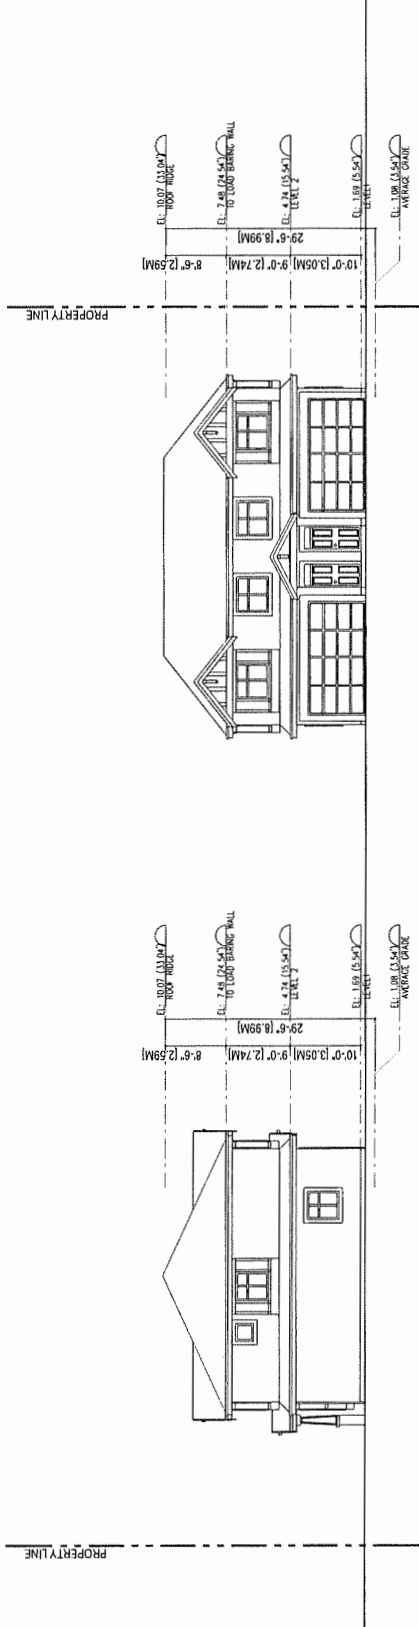 PROPERTY LINE
EL: 10.07 (33.04')
ROOF RIDGE
EL: 7.48 (24.54')
TO LOAD BARING WALL
EL: 4.74 (15.54')
LEVEL 2
EL: 1.69 (5.54')
LEVEL1
EL: 1.08 (3.54')
AVERAGE GRADE
8'-6" [2.59M]
9'-0" [2.74M]
10'-0" [3.05M]
29'-6" [8.99M]
EL: 10.07 (33.04')
ROOF RIDGE
EL: 7.48 (24.54')
TO LOAD BARING WALL
EL: 4.74 (15.54')
LEVEL 2
EL: 1.69 (5.54')
LEVEL1
EL: 1.08 (3.54')
AVERAGE GRADE
8'-6" [2.59M]
9'-0" [2.74M]
10'-0" [3.05M]
29'-6" [8.99M]
PROPERTY LINE